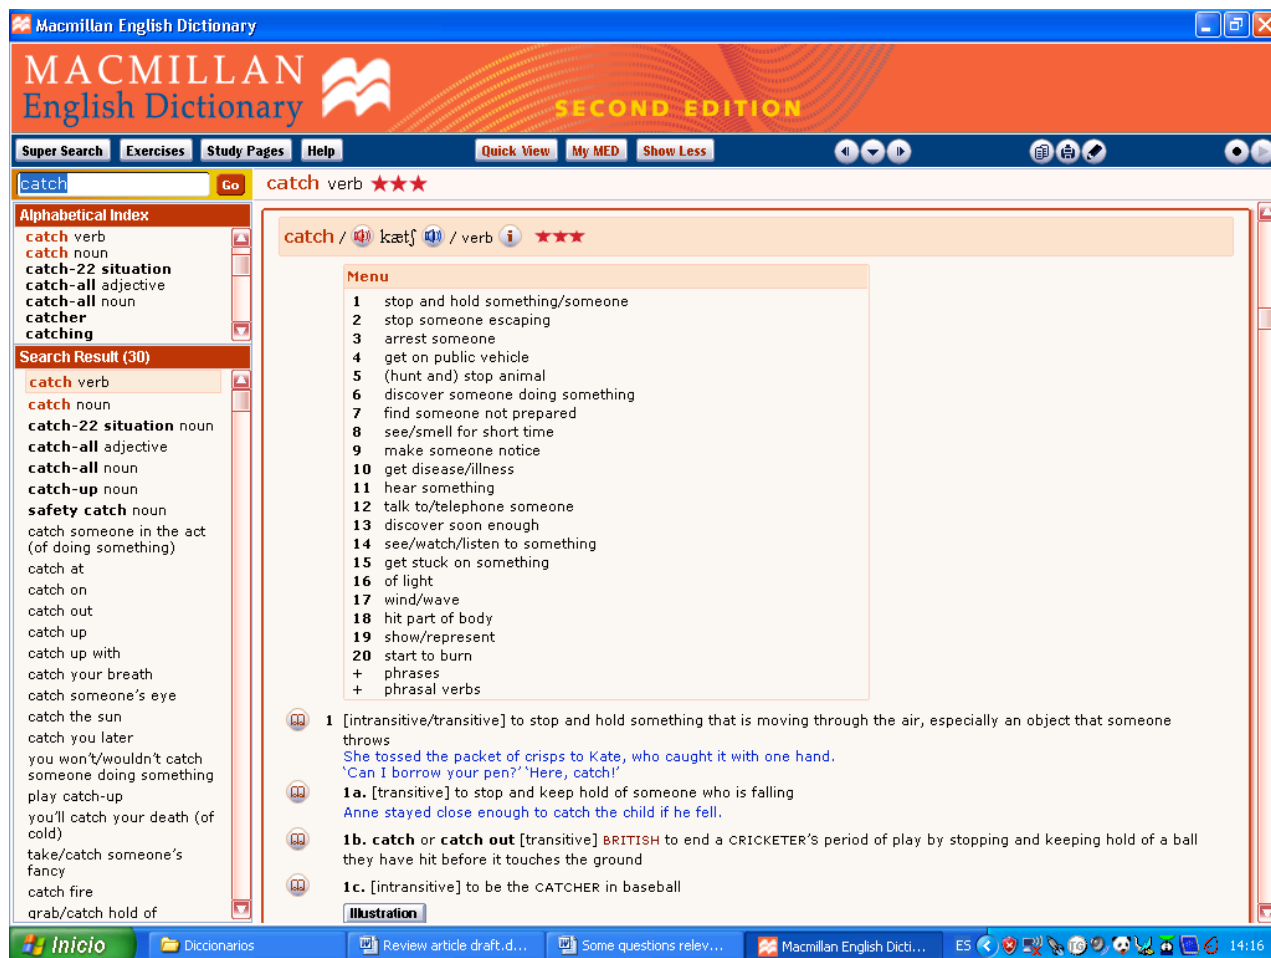 Macmillan English Dictionary
MACMILLAN
English Dictionary
SECOND EDITION
Super Search Exercises Study Pages Help Quick View My MED Show Less
catch Go
catch verb ★★★
Alphabetical Index
catch verb
catch noun
catch-22 situation
catch-all adjective
catch-all noun
catcher
catching
Search Result (30)
catch verb
catch noun
catch-22 situation noun
catch-all adjective
catch-all noun
catch-up noun
safety catch noun
catch someone in the act
(of doing something)
catch at
catch on
catch out
catch up
catch up with
catch your breath
catch someone's eye
catch the sun
catch you later
you won't/wouldn't catch
someone doing something
play catch-up
you'll catch your death (of
cold)
take/catch someone's
fancy
catch fire
grab/catch hold of
catch / kætʃ / verb i ★★★
Menu
1 stop and hold something/someone
2 stop someone escaping
3 arrest someone
4 get on public vehicle
5 (hunt and) stop animal
6 discover someone doing something
7 find someone not prepared
8 see/smell for short time
9 make someone notice
10 get disease/illness
11 hear something
12 talk to/telephone someone
13 discover soon enough
14 see/watch/listen to something
15 get stuck on something
16 of light
17 wind/wave
18 hit part of body
19 show/represent
20 start to burn
+ phrases
+ phrasal verbs
1 [intransitive/transitive] to stop and hold something that is moving through the air, especially an object that someone
throws
She tossed the packet of crisps to Kate, who caught it with one hand.
‘Can I borrow your pen?’ ‘Here, catch!’
1a. [transitive] to stop and keep hold of someone who is falling
Anne stayed close enough to catch the child if he fell.
1b. catch or catch out [transitive] BRITISH to end a CRICKETER'S period of play by stopping and keeping hold of a ball
they have hit before it touches the ground
1c. [intransitive] to be the CATCHER in baseball
Illustration
Inicio Diccionarios Review article draft.d... Some questions relev... Macmillan English Dicti... ES TG 14:16